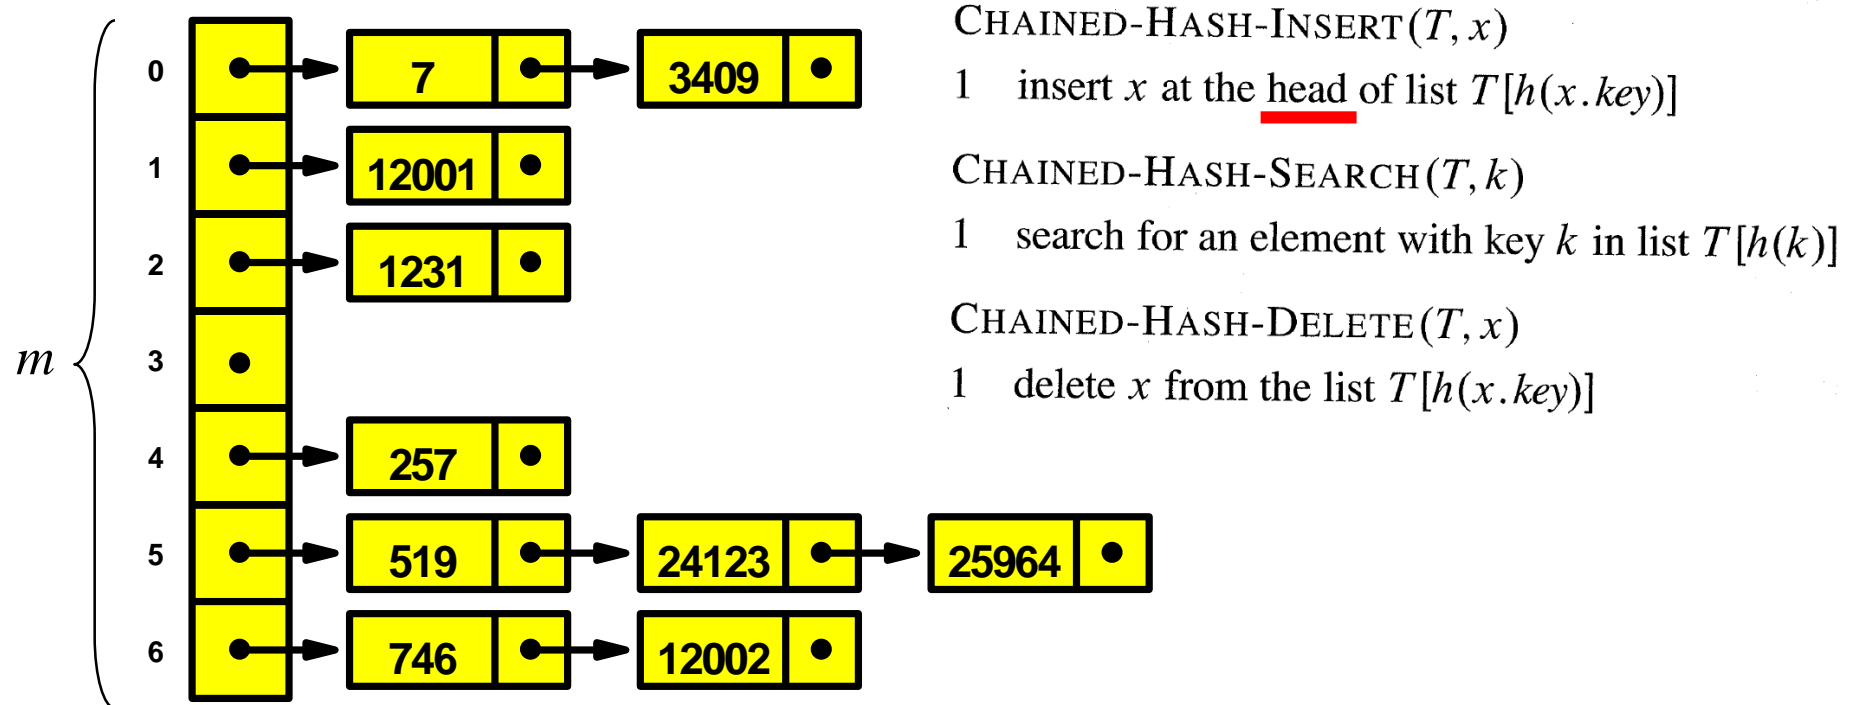 m
0 7 3409
1 12001
2 1231
3
4 257
5 519 24123 25964
6 746 12002
CHAINED-HASH-INSERT(T, x)
1 insert x at the head of list T[h(x.key)]
CHAINED-HASH-SEARCH(T, k)
1 search for an element with key k in list T[h(k)]
CHAINED-HASH-DELETE(T, x)
1 delete x from the list T[h(x.key)]